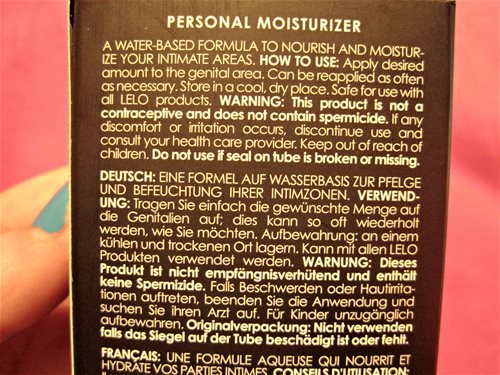 PERSONAL MOISTURIZER
A WATER-BASED FORMULA TO NOURISH AND MOISTUR-
IZE YOUR INTIMATE AREAS. HOW TO USE: Apply desired
amount to the genital area. Can be reapplied as often
as necessary. Store in a cool, dry place. Safe for use with
all LELO products. WARNING: This product is not a
contraceptive and does not contain spermicide. If any
discomfort or irritation occurs, discontinue use and
consult your health care provider. Keep out of reach of
children. Do not use if seal on tube is broken or missing.
DEUTSCH: EINE FORMEL AUF WASSERBASIS ZUR PFELGE
UND BEFEUCHTUNG IHRER INTIMZONEN. VERWEND-
UNG: Tragen Sie einfach die gewünschte Menge auf
die Genitalien auf; dies kann so oft wiederholt
werden, wie Sie möchten. Aufbewahrung: an einem
kühlen und trockenen Ort lagern. Kann mit allen LELO
Produkten verwendet werden. WARNUNG: Dieses
Produkt ist nicht empfängnisverhütend und enthält
keine Spermizide. Falls Beschwerden oder Hautirrita-
tionen auftreten, beenden Sie die Anwendung und
suchen Sie ihren Arzt auf. Für Kinder unzugänglich
aufbewahren. Originalverpackung: Nicht verwenden
falls das Siegel auf der Tube beschädigt ist oder fehlt.
FRANÇAIS: UNE FORMULE AQUEUSE QUI NOURRIT ET
HYDRATE VOS PARTIES INTIMES. CONSEILS D'UTILISATION: